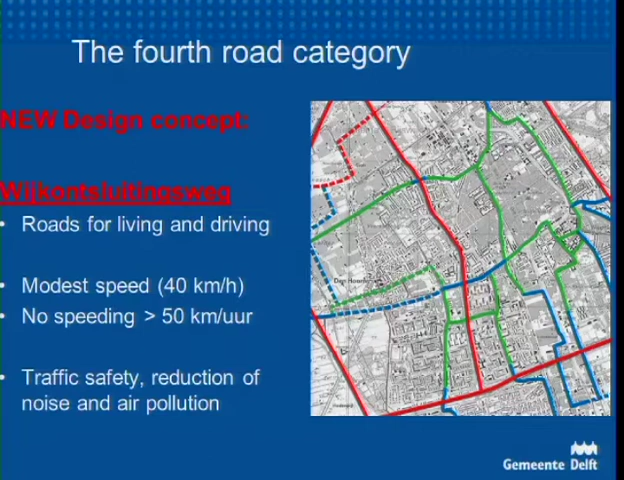 The fourth road category
NEW Design concept:
Wijkontsluitingsweg
• Roads for living and driving
• Modest speed (40 km/h)
• No speeding > 50 km/uur
• Traffic safety, reduction of
noise and air pollution
Gemeente Delft